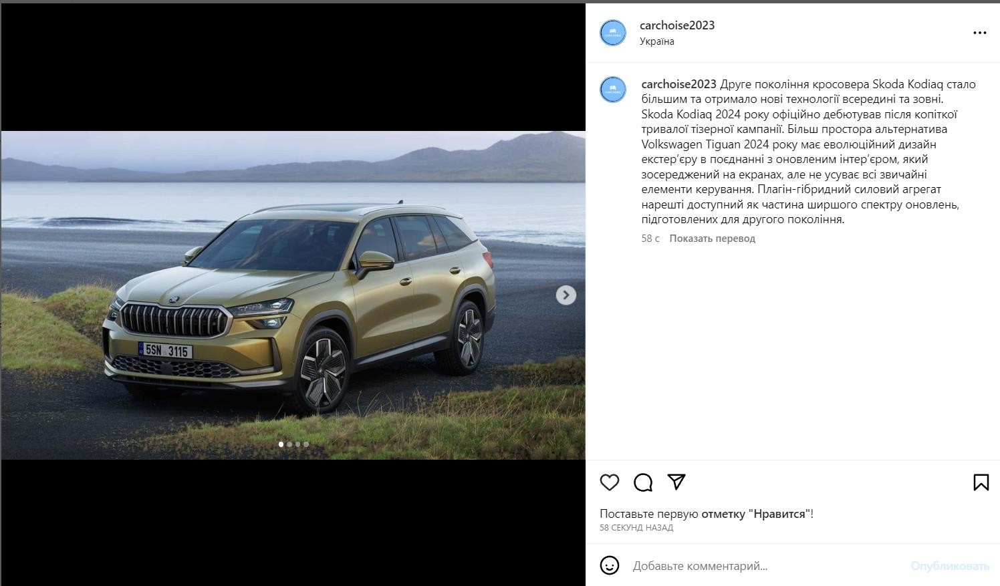 carchoise2023
Україна
carchoise2023 Друге покоління кросовера Skoda Kodiaq стало
більшим та отримало нові технології всередині та зовні.
Skoda Kodiaq 2024 року офіційно дебютував після копіткої
тривалої тізерної кампанії. Більш простора альтернатива
Volkswagen Tiguan 2024 року має еволюційний дизайн
екстер’єру в поєднанні з оновленим інтер’єром, який
зосереджений на екранах, але не усуває всі звичайні
елементи керування. Плагін-гібридний силовий агрегат
нарешті доступний як частина ширшого спектру оновлень,
підготовлених для другого покоління.
58 с Показать перевод
5SN 3115
Поставьте первую отметку "Нравится"!
58 СЕКУНД НАЗАД
Добавьте комментарий...
Опубликовать